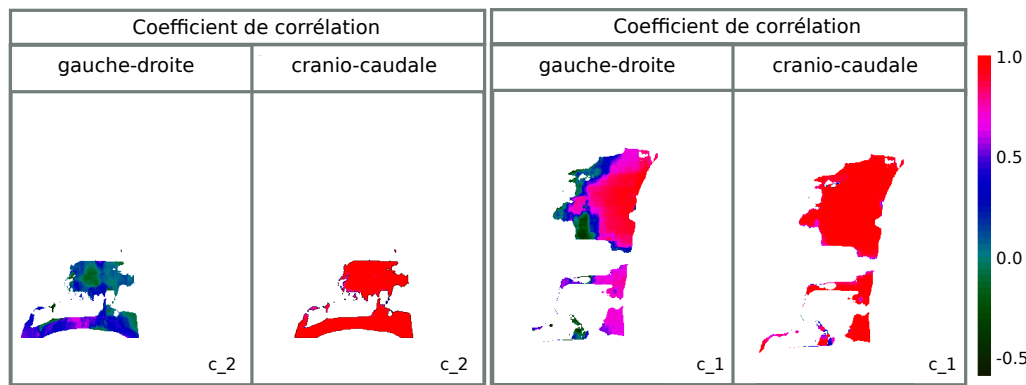 Coefficient de corrélation
gauche-droite
cranio-caudale
c_2
c_2
Coefficient de corrélation
gauche-droite
cranio-caudale
c_1
c_1
1.0
0.5
0.0
-0.5